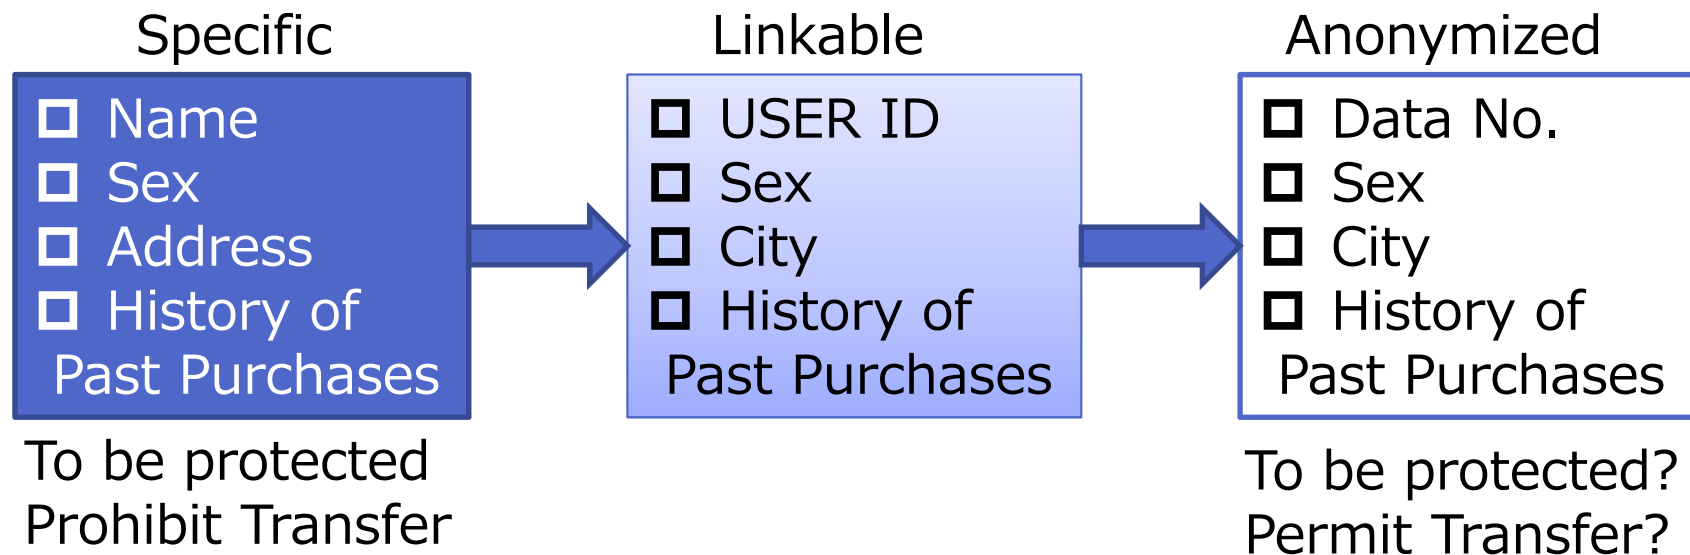 Specific
Name
Sex
Address
History of
Past Purchases
To be protected
Prohibit Transfer
Linkable
USER ID
Sex
City
History of
Past Purchases
Anonymized
Data No.
Sex
City
History of
Past Purchases
To be protected?
Permit Transfer?